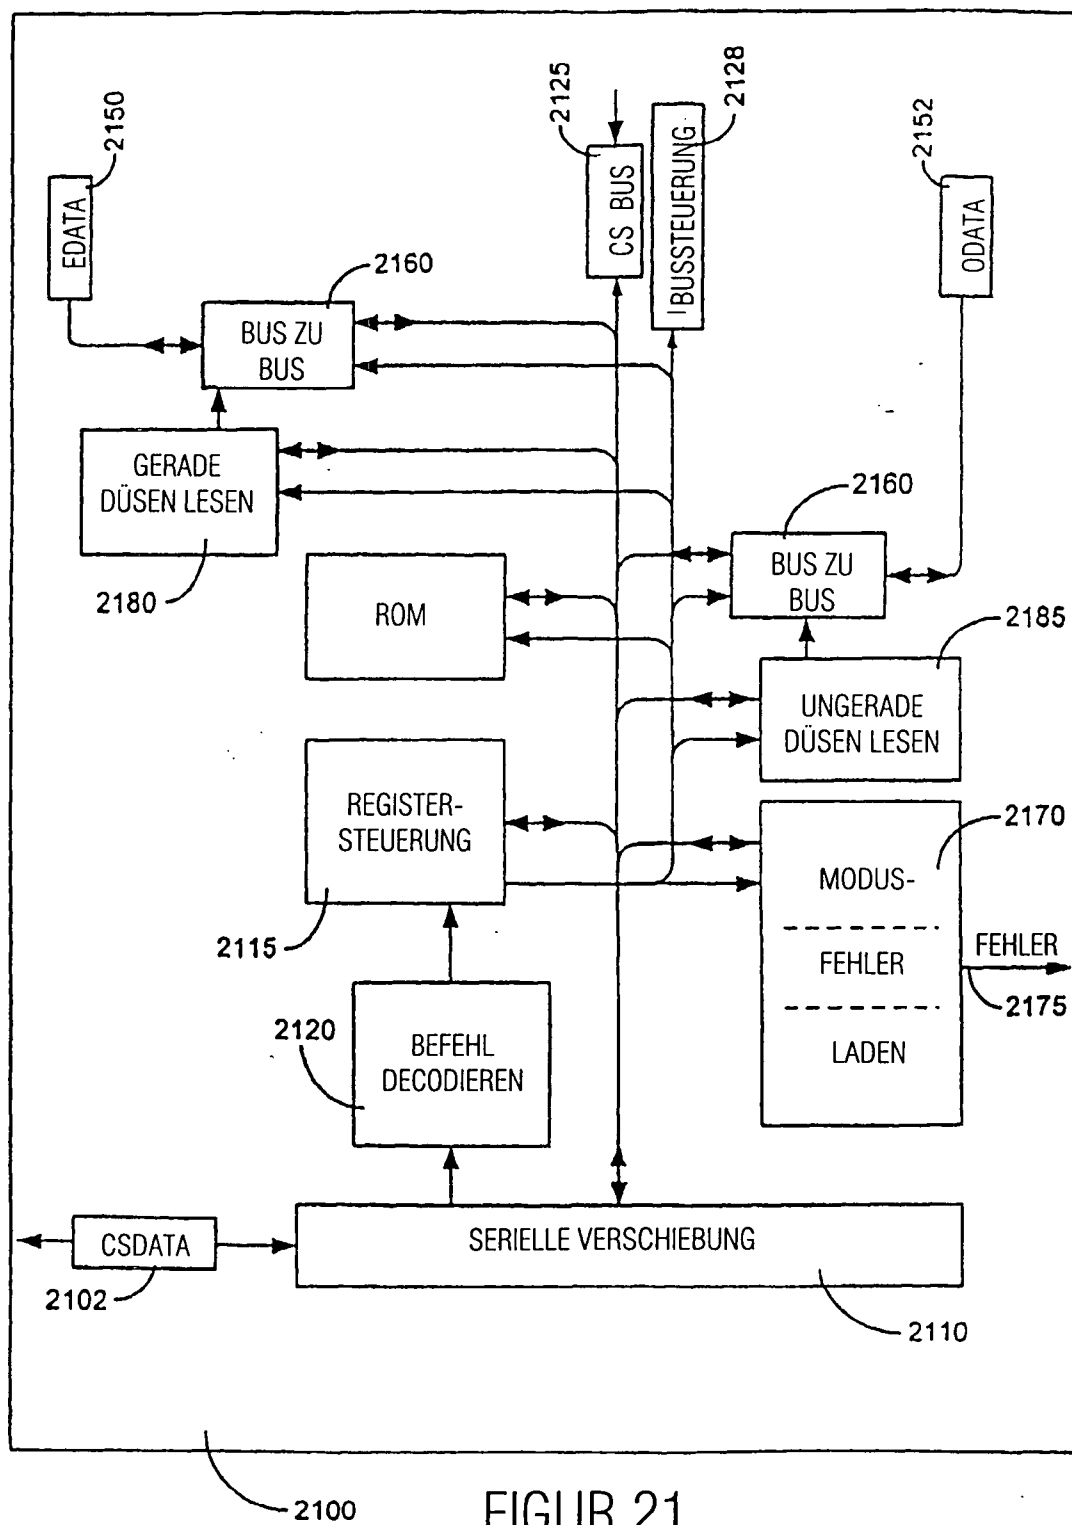 2150
EDATA
2125
CS BUS
2128
BUSSTEUERUNG
2152
ODATA
2160
BUS ZU
BUS
GERADE
DÜSEN LESEN
2180
ROM
2160
BUS ZU
BUS
2185
UNGERADE
DÜSEN LESEN
REGISTER-
STEUERUNG
2115
2170
MODUS-
FEHLER
LADEN
FEHLER
2175
2120
BEFEHL
DECODIEREN
CSDATA
2102
SERIELLE VERSCHIEBUNG
2110
2100
FIGUR 21